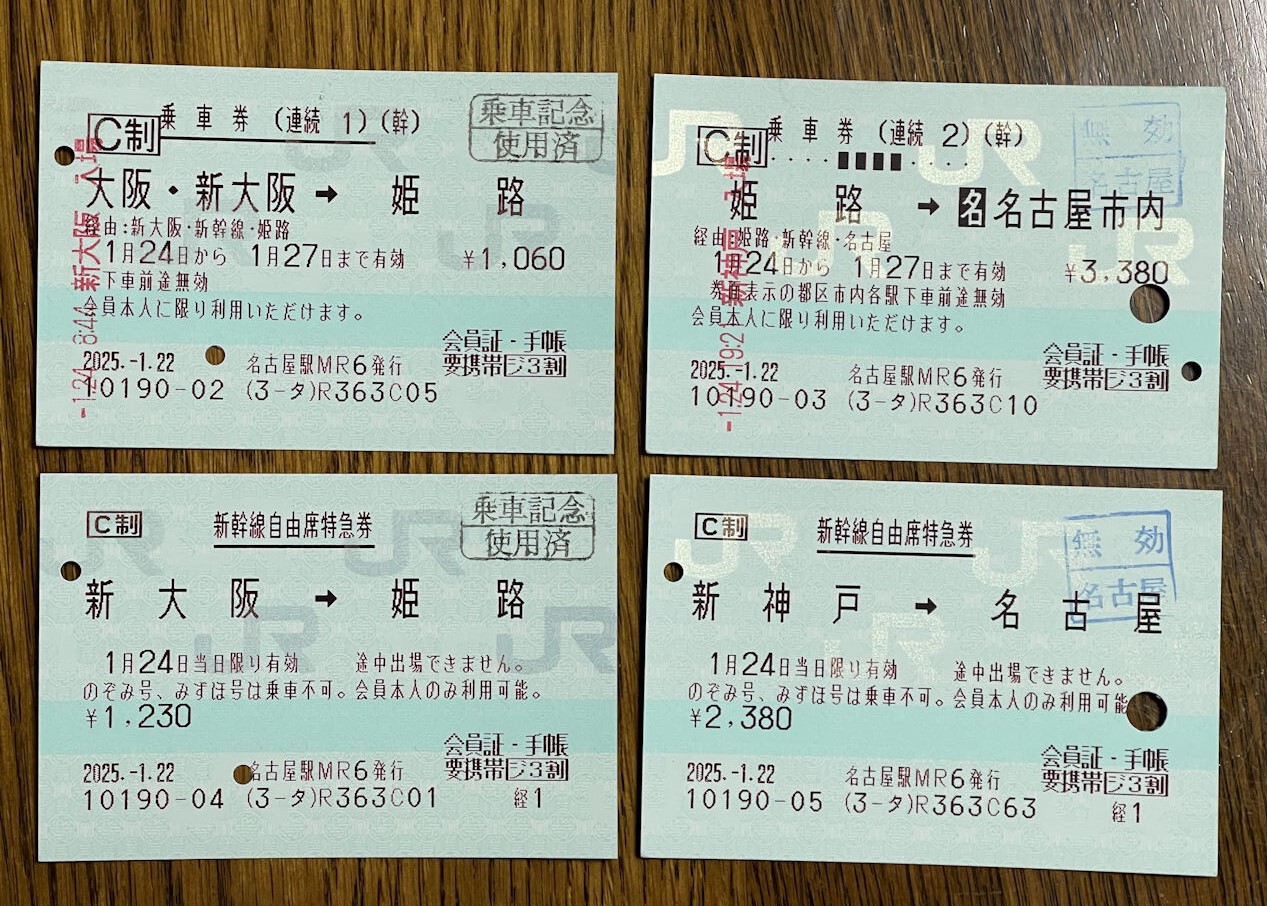 乗車券(連続 1)(幹)
C制
乗車記念
使用済
大阪・新大阪 → 姫路
経由:新大阪・新幹線・姫路
1月24日から 1月27日まで有効 ¥1,060
下車前途無効
会員本人に限り利用いただけます。
会員証・手帳
2025.-1.22 名古屋駅MR6発行 要携帯ジ3割
10190-02 (3-タ)R363C05
-1.24 新大阪 入場
乗車券(連続 2)(幹)
C制
無効
名古屋
JR
姫路 → 名名古屋市内
経由:姫路・新幹線・名古屋
1月24日から 1月27日まで有効 ¥3,380
券面表示の都区市内各駅下車前途無効
会員本人に限り利用いただけます。
会員証・手帳
2025.-1.22 名古屋駅MR6発行 要携帯ジ3割
10190-03 (3-タ)R363C10
-1.24 19:21 新神戸 入場
C制 新幹線自由席特急券
乗車記念
使用済
JR
新大阪 → 姫路
1月24日当日限り有効 途中出場できません。
のぞみ号、みずほ号は乗車不可。会員本人のみ利用可能。
¥1,230
会員証・手帳
2025.-1.22 名古屋駅MR6発行 要携帯ジ3割
10190-04 (3-タ)R363C01 経1
C制 新幹線自由席特急券
無効
名古屋
JR
新神戸 → 名古屋
1月24日当日限り有効 途中出場できません。
のぞみ号、みずほ号は乗車不可。会員本人のみ利用可能
¥2,380
会員証・手帳
2025.-1.22 名古屋駅MR6発行 要携帯ジ3割
10190-05 (3-タ)R363C63 経1